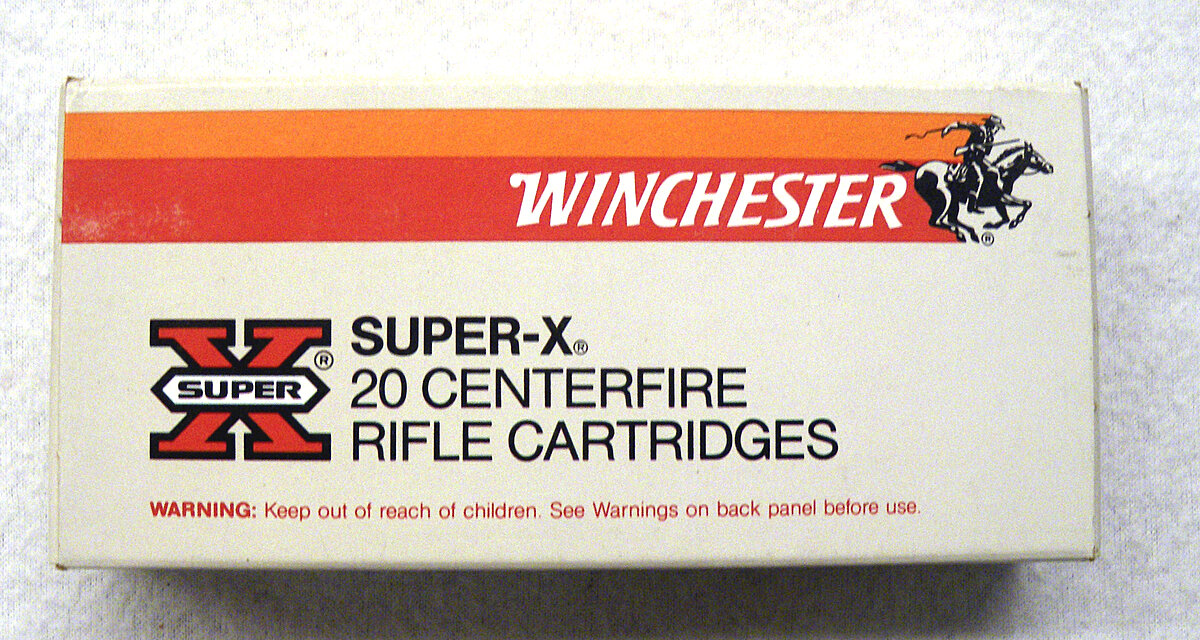 WINCHESTER
®
SUPER-X®
20 CENTERFIRE
RIFLE CARTRIDGES
X SUPER ®
WARNING: Keep out of reach of children. See Warnings on back panel before use.